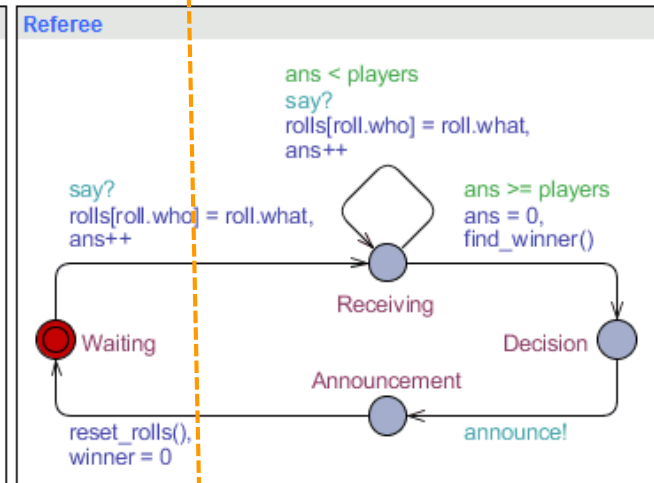 Referee
ans < players
say?
rolls[roll.who] = roll.what,
ans++
say?
rolls[roll.who] = roll.what,
ans++
ans >= players
ans = 0,
find_winner()
Receiving
Waiting
Decision
Announcement
reset_rolls(),
winner = 0
announce!